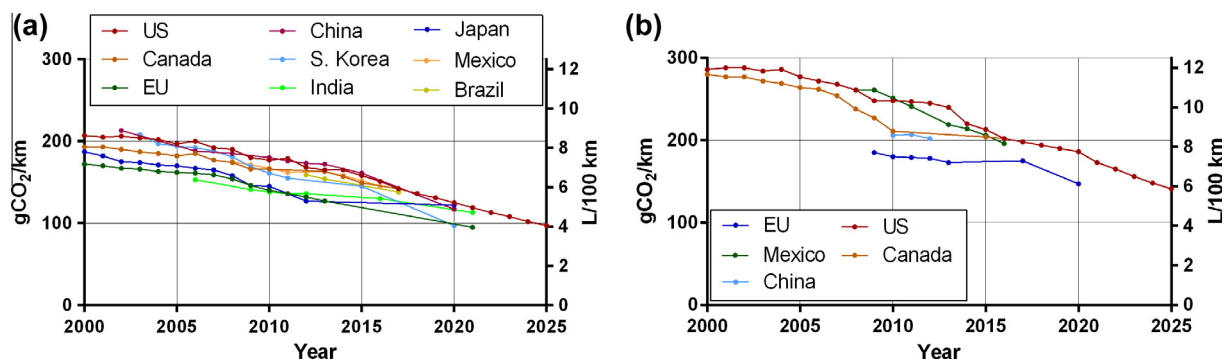 (a)
US China Japan
Canada S. Korea Mexico
EU India Brazil
gCO2/km
300
200
100
0
L/100 km
12
10
8
6
4
2
0
2000 2005 2010 2015 2020 2025
Year
(b)
gCO2/km
300
200
100
0
EU US
Mexico Canada
China
L/100 km
12
10
8
6
4
2
0
2000 2005 2010 2015 2020 2025
Year